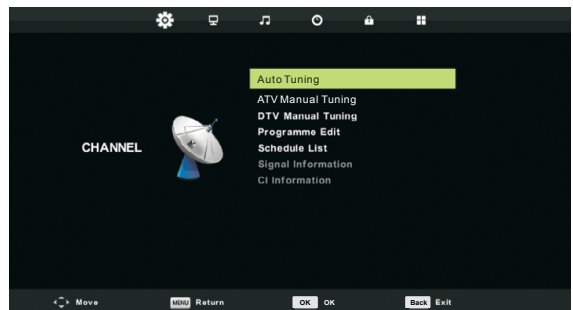 Auto Tuning
ATV Manual Tuning
DTV Manual Tuning
Programme Edit
CHANNEL
Schedule List
Signal Information
CI Information
Move
MENU Return
OK OK
Back Exit